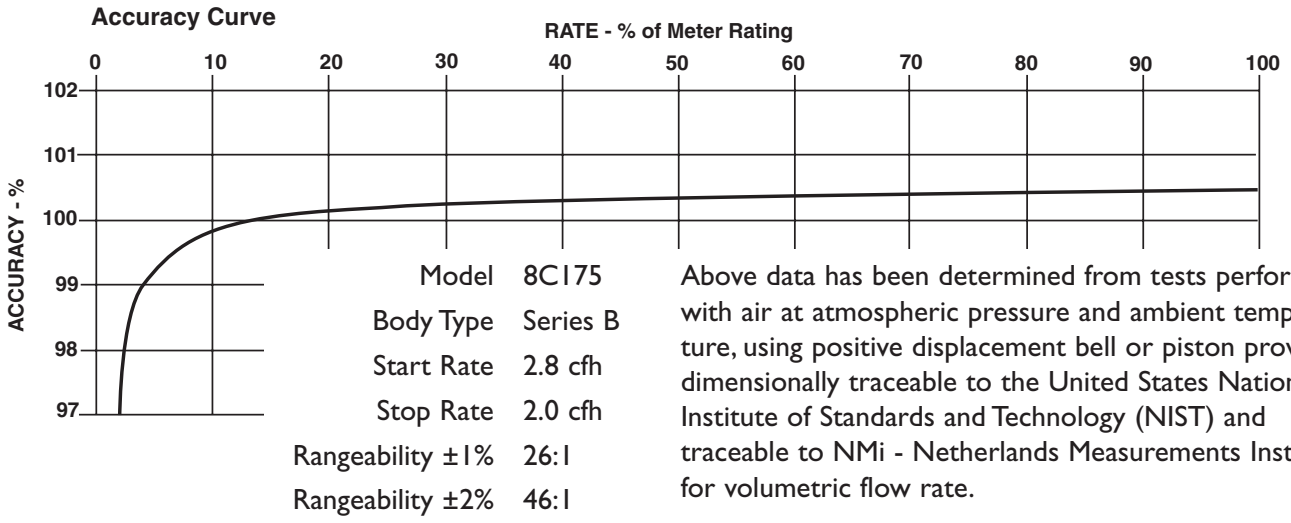 Accuracy Curve
RATE - % of Meter Rating
0 10 20 30 40 50 60 70 80 90 100
102
101
100
99
98
97
ACCURACY - %
Model 8C175
Body Type Series B
Start Rate 2.8 cfh
Stop Rate 2.0 cfh
Rangeability ±1% 26:1
Rangeability ±2% 46:1
Above data has been determined from tests perfor
with air at atmospheric pressure and ambient temp
ture, using positive displacement bell or piston prov
dimensionally traceable to the United States Nation
Institute of Standards and Technology (NIST) and
traceable to NMi - Netherlands Measurements Inst
for volumetric flow rate.